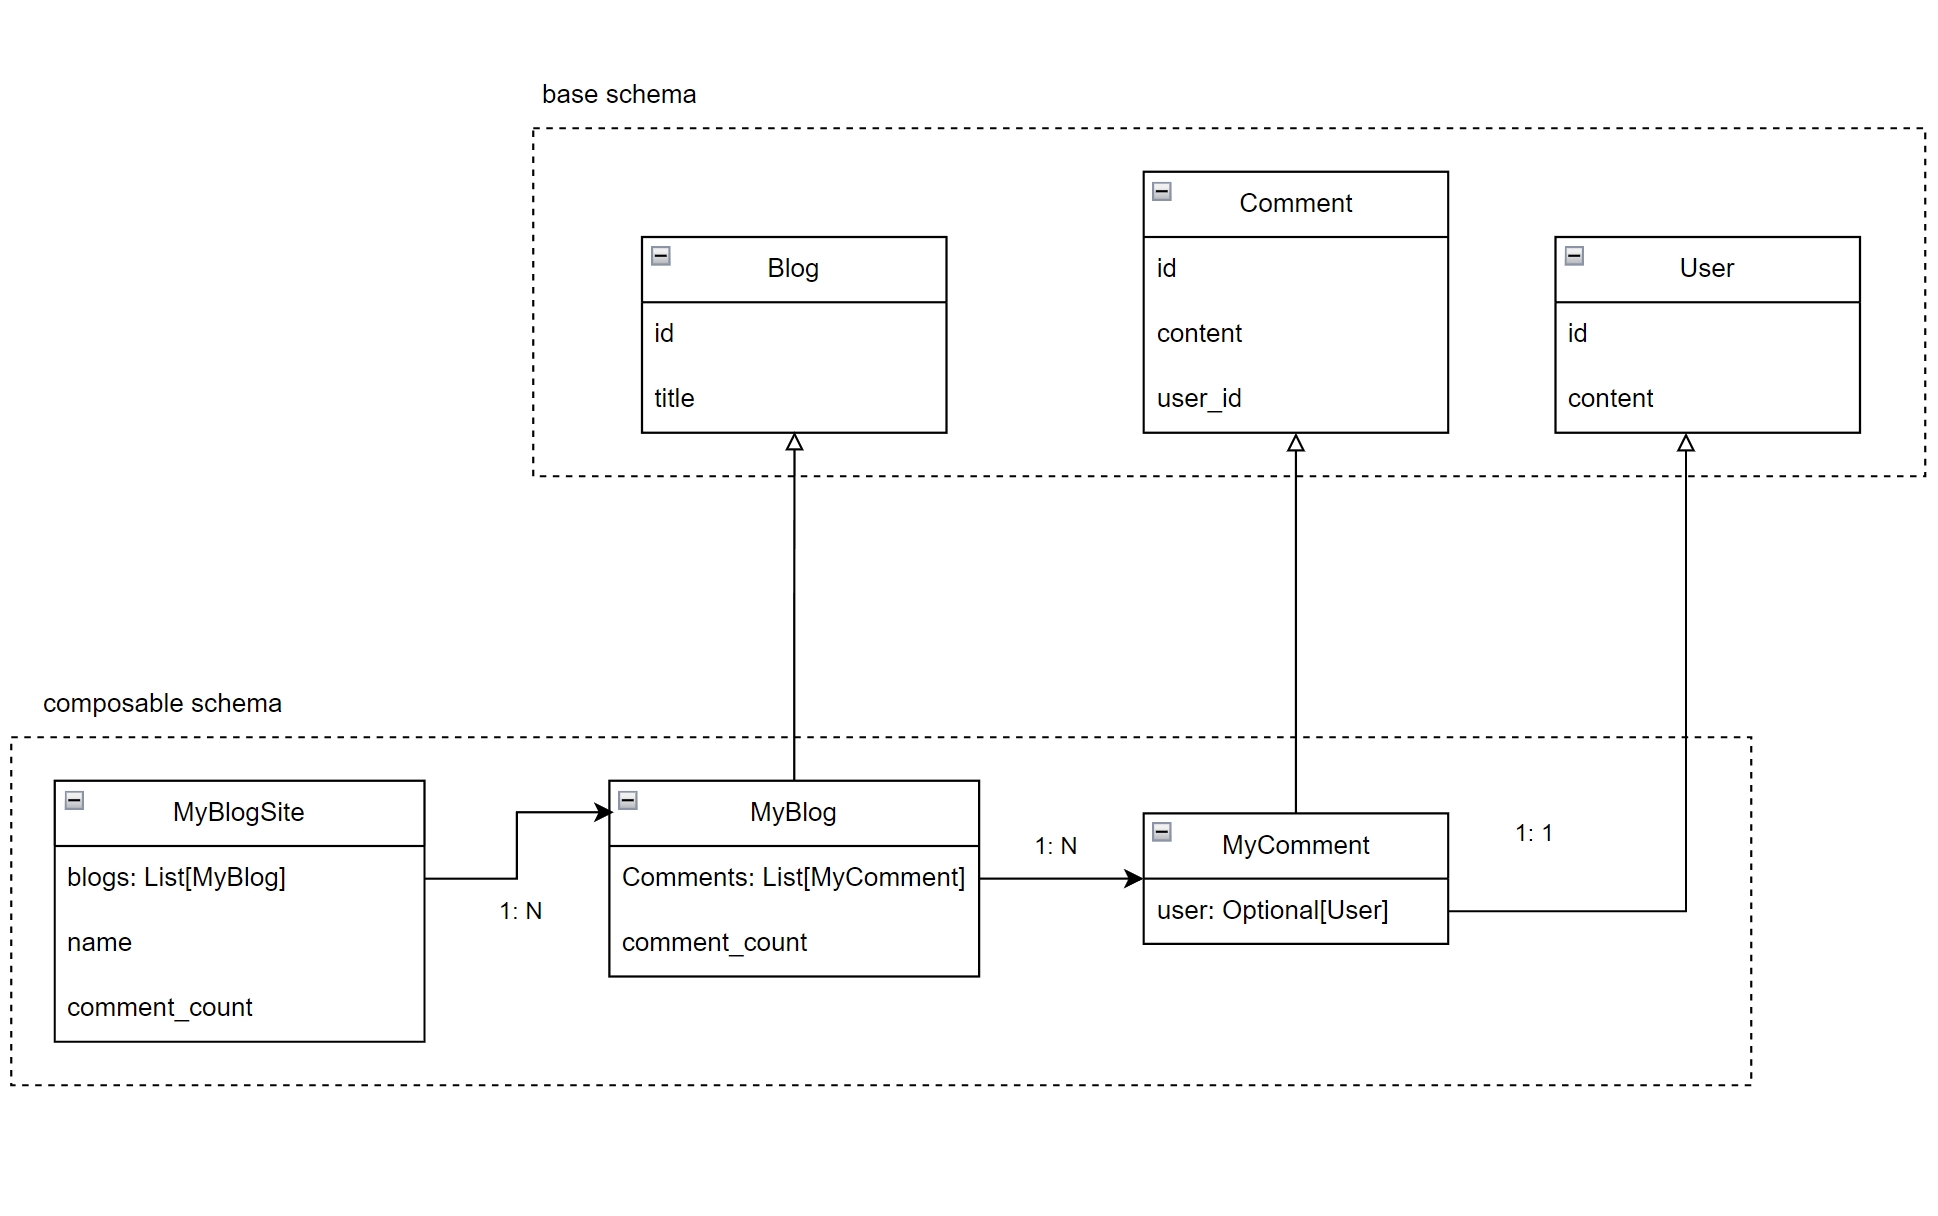 base schema
Blog
id
title
Comment
id
content
user_id
User
id
content
composable schema
MyBlogSite
blogs: List[MyBlog]
name
comment_count
1: N
MyBlog
Comments: List[MyComment]
comment_count
1: N
MyComment
user: Optional[User]
1: 1